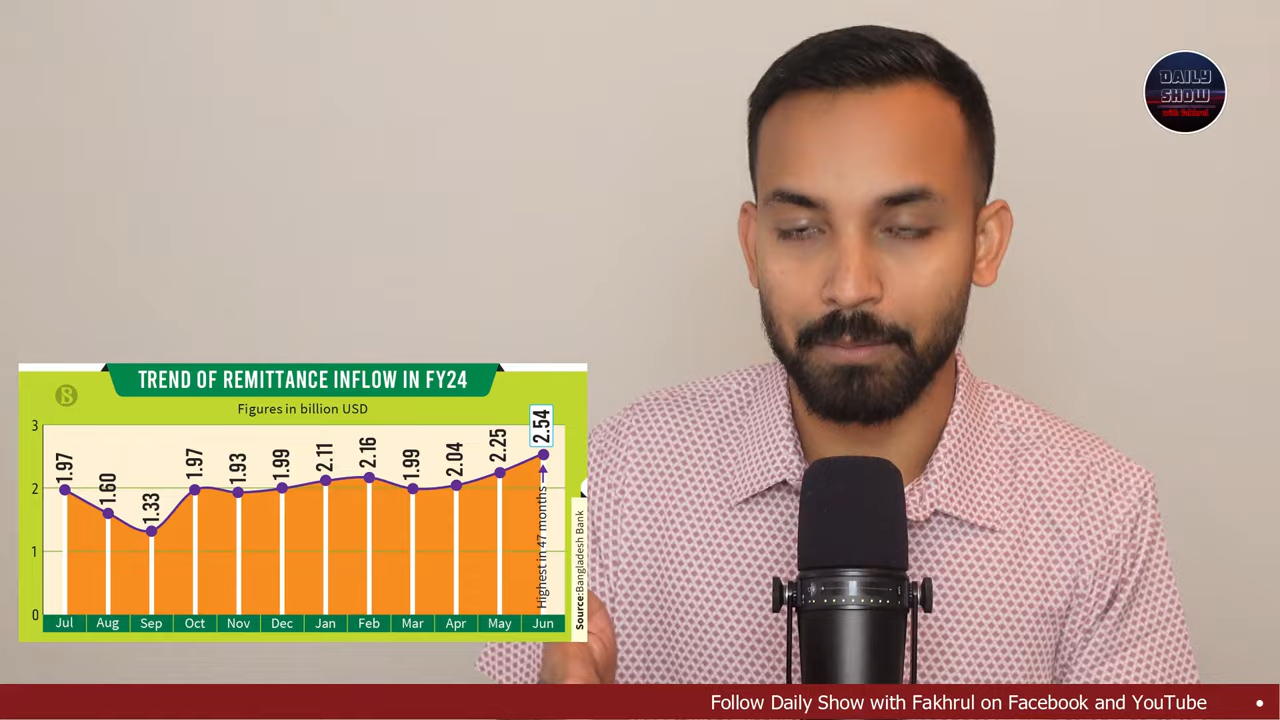 DAILY
SHOW
with Fakhrul
TREND OF REMITTANCE INFLOW IN FY24
Figures in billion USD
3
2
1
0
1.97
1.60
1.33
1.97
1.93
1.99
2.11
2.16
1.99
2.04
2.25
2.54
Highest in 47 months
Jul Aug Sep Oct Nov Dec Jan Feb Mar Apr May Jun
Source:Bangladesh Bank
Follow Daily Show with Fakhrul on Facebook and YouTube